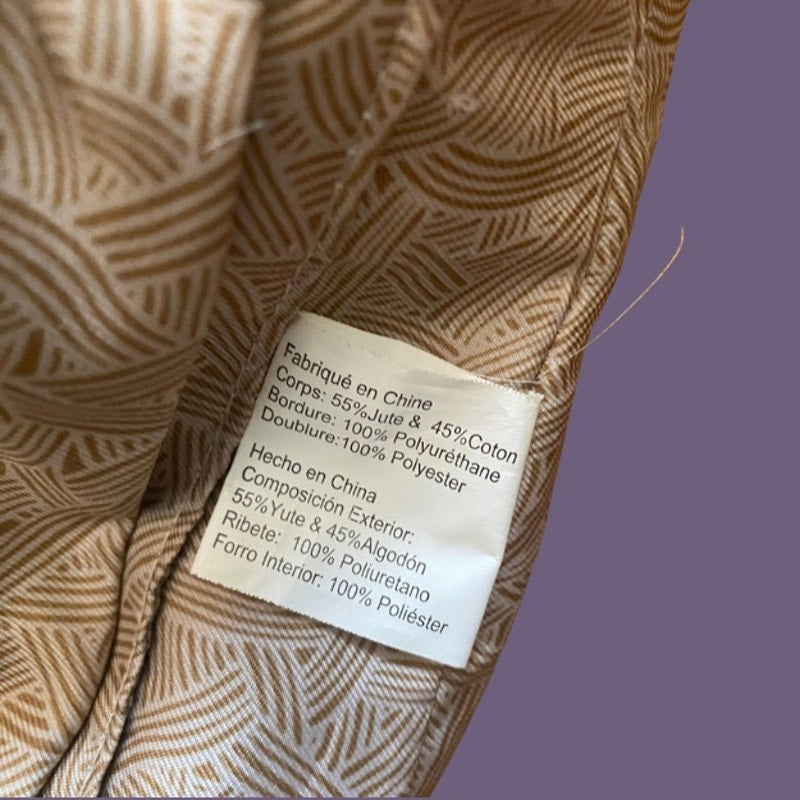 Fabriqué en Chine
Corps: 55%Jute & 45%Coton
Bordure: 100% Polyuréthane
Doublure:100% Polyester
Hecho en China
Composición Exterior:
55%Yute & 45%Algodón
Ribete: 100% Poliuretano
Forro Interior: 100% Poliéster